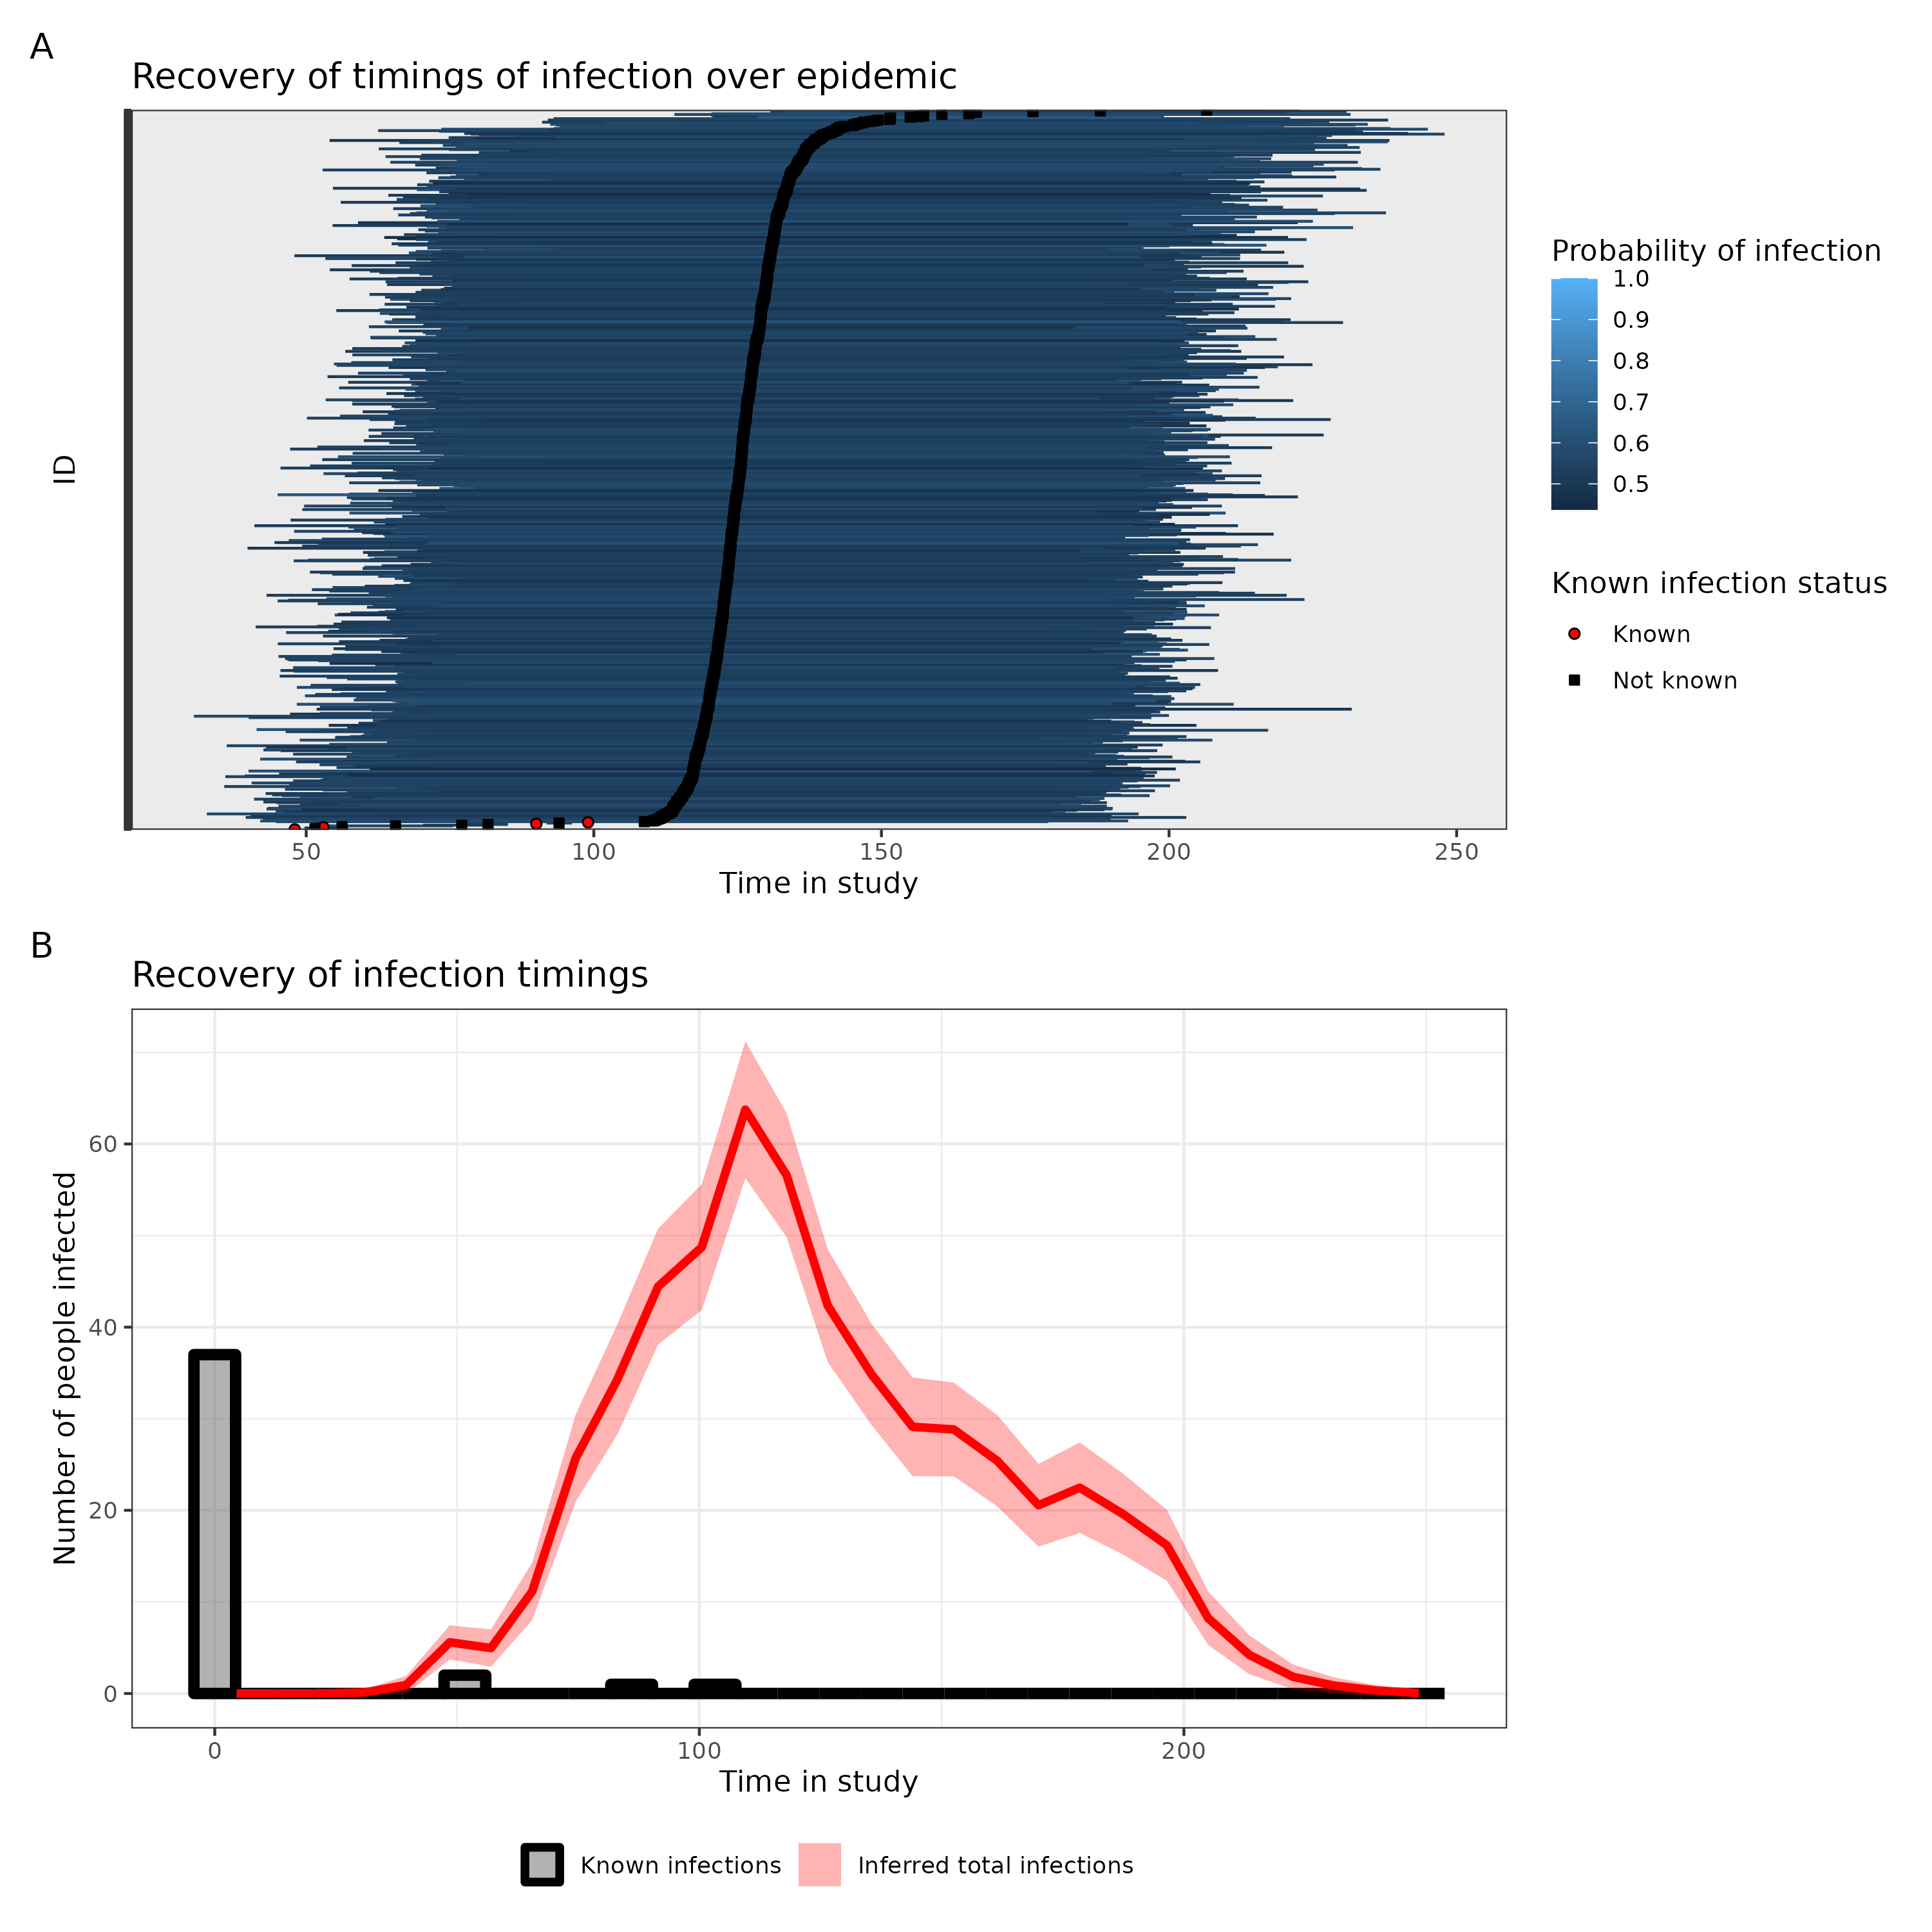 A
Recovery of timings of infection over epidemic
ID
50 100 150 200 250
Time in study
Probability of infection
1.0
0.9
0.8
0.7
0.6
0.5
Known infection status
Known
Not known
B
Recovery of infection timings
Number of people infected
60
40
20
0
0 100 200
Time in study
Known infections Inferred total infections